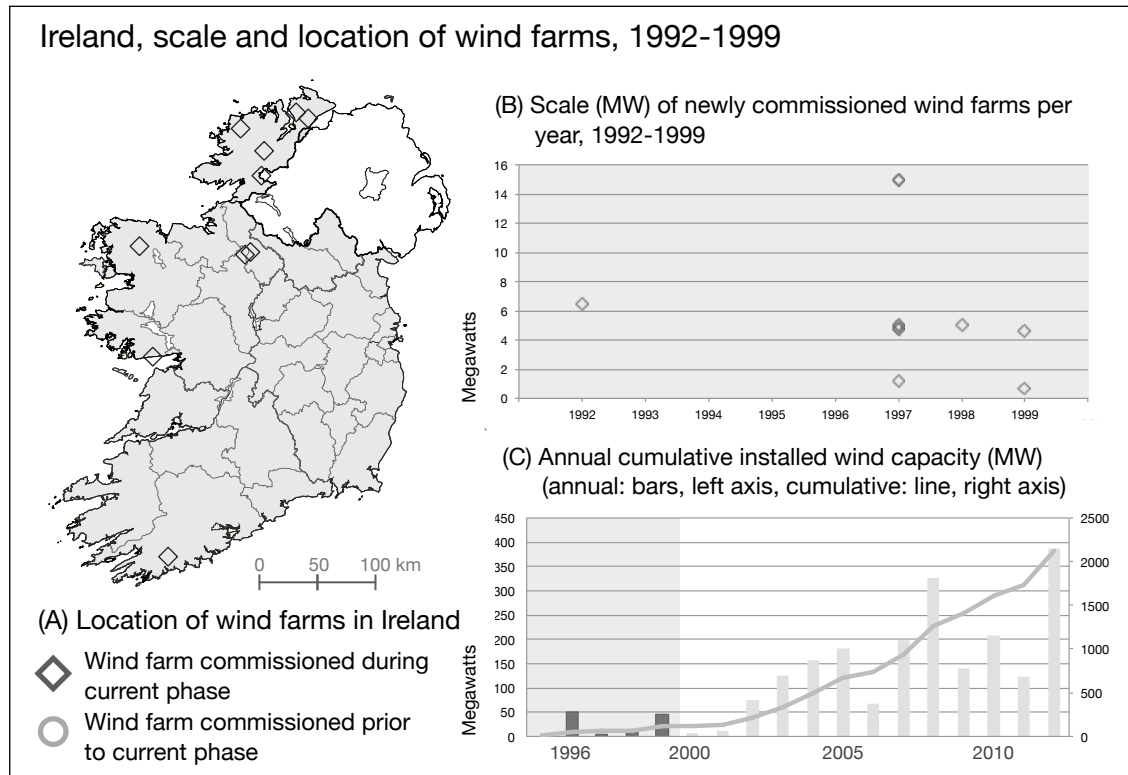 Ireland, scale and location of wind farms, 1992-1999
0 50 100 km
(A) Location of wind farms in Ireland
Wind farm commissioned during
current phase
Wind farm commissioned prior
to current phase
(B) Scale (MW) of newly commissioned wind farms per
year, 1992-1999
Megawatts
16
14
12
10
8
6
4
2
0
1992 1993 1994 1995 1996 1997 1998 1999
(C) Annual cumulative installed wind capacity (MW)
(annual: bars, left axis, cumulative: line, right axis)
Megawatts
450
400
350
300
250
200
150
100
50
0
2500
2000
1500
1000
500
0
1996 2000 2005 2010